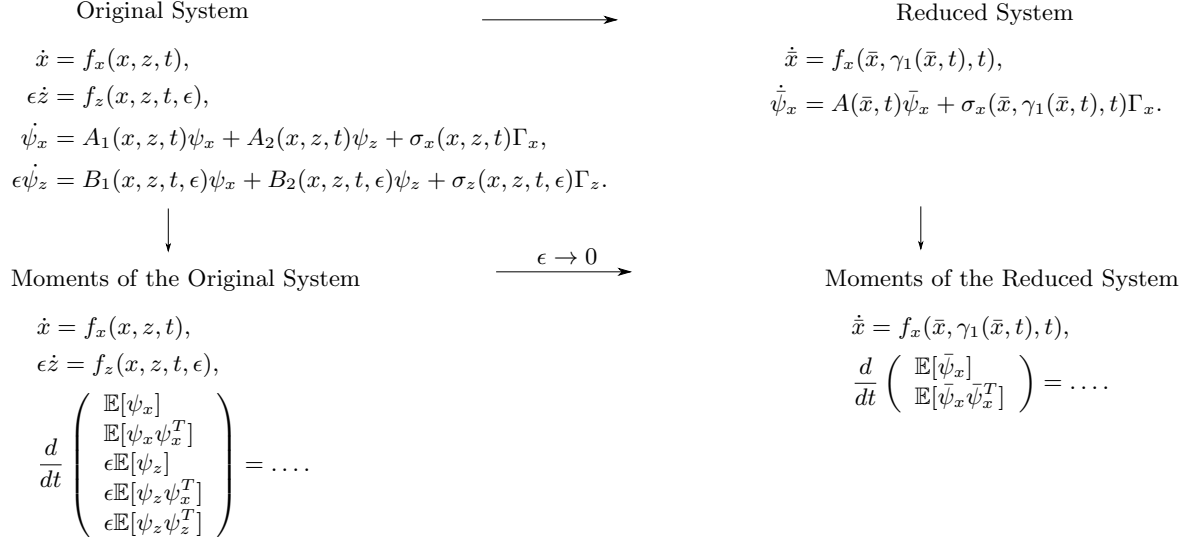 Original System
ẋ = f_x(x, z, t),
ϵż = f_z(x, z, t, ϵ),
ψ̇_x = A_1(x, z, t)ψ_x + A_2(x, z, t)ψ_z + σ_x(x, z, t)Γ_x,
ϵψ̇_z = B_1(x, z, t, ϵ)ψ_x + B_2(x, z, t, ϵ)ψ_z + σ_z(x, z, t, ϵ)Γ_z.
Reduced System
ẋ̄ = f_x(x̄, γ_1(x̄, t), t),
ψ̄̇_x = A(x̄, t)ψ̄_x + σ_x(x̄, γ_1(x̄, t), t)Γ_x.
Moments of the Original System
ẋ = f_x(x, z, t),
ϵż = f_z(x, z, t, ϵ),
d/dt ( 𝔼[ψ_x]
𝔼[ψ_xψ_x^T]
ϵ𝔼[ψ_z]
ϵ𝔼[ψ_zψ_x^T]
ϵ𝔼[ψ_zψ_z^T] ) = . . . .
ϵ → 0
Moments of the Reduced System
ẋ̄ = f_x(x̄, γ_1(x̄, t), t),
d/dt ( 𝔼[ψ̄_x]
𝔼[ψ̄_xψ̄_x^T] ) = . . . .